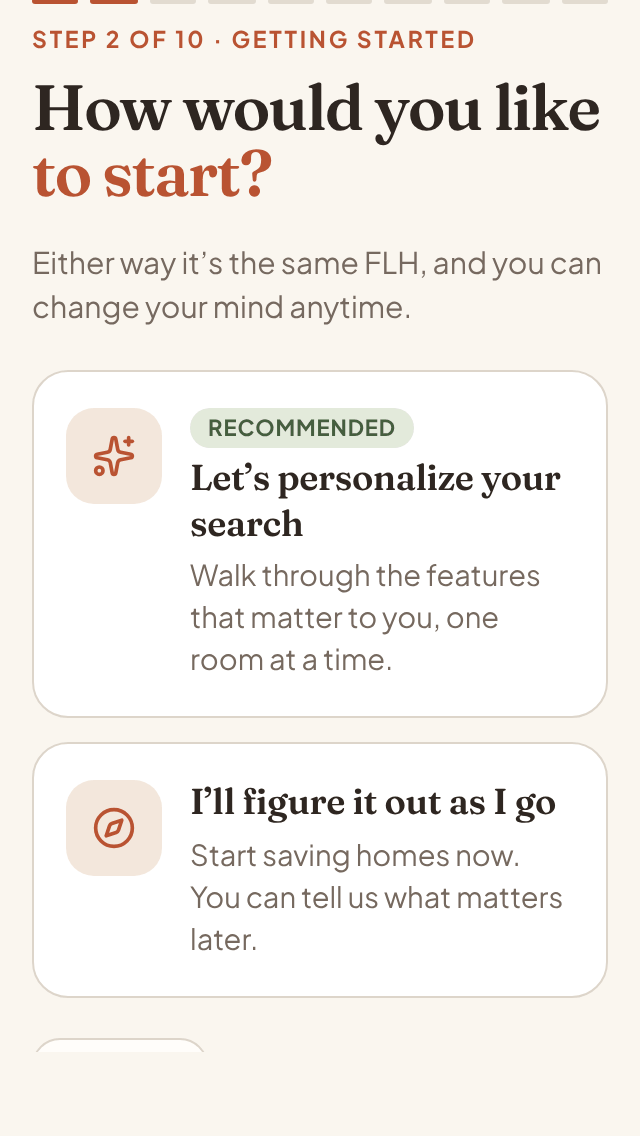 STEP 2 OF 10 · GETTING STARTED
How would you like
to start?
Either way it’s the same FLH, and you can
change your mind anytime.
RECOMMENDED
Let’s personalize your
search
Walk through the features
that matter to you, one
room at a time.
I’ll figure it out as I go
Start saving homes now.
You can tell us what matters
later.